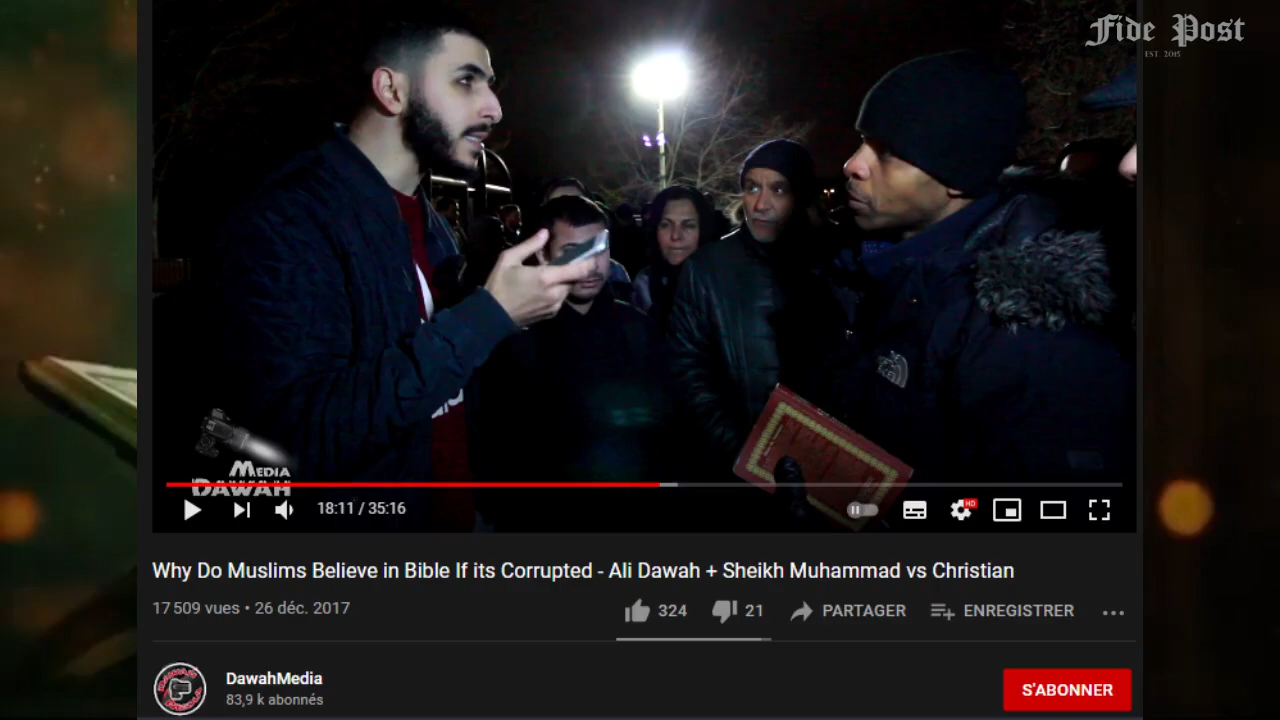 Fide Post
EST. 2015
MEDIA
DAWAH
18:11 / 35:16
HD
Why Do Muslims Believe in Bible If its Corrupted - Ali Dawah + Sheikh Muhammad vs Christian
17 509 vues • 26 déc. 2017
324
21
PARTAGER
ENREGISTRER
DawahMedia
83,9 k abonnés
S'ABONNER